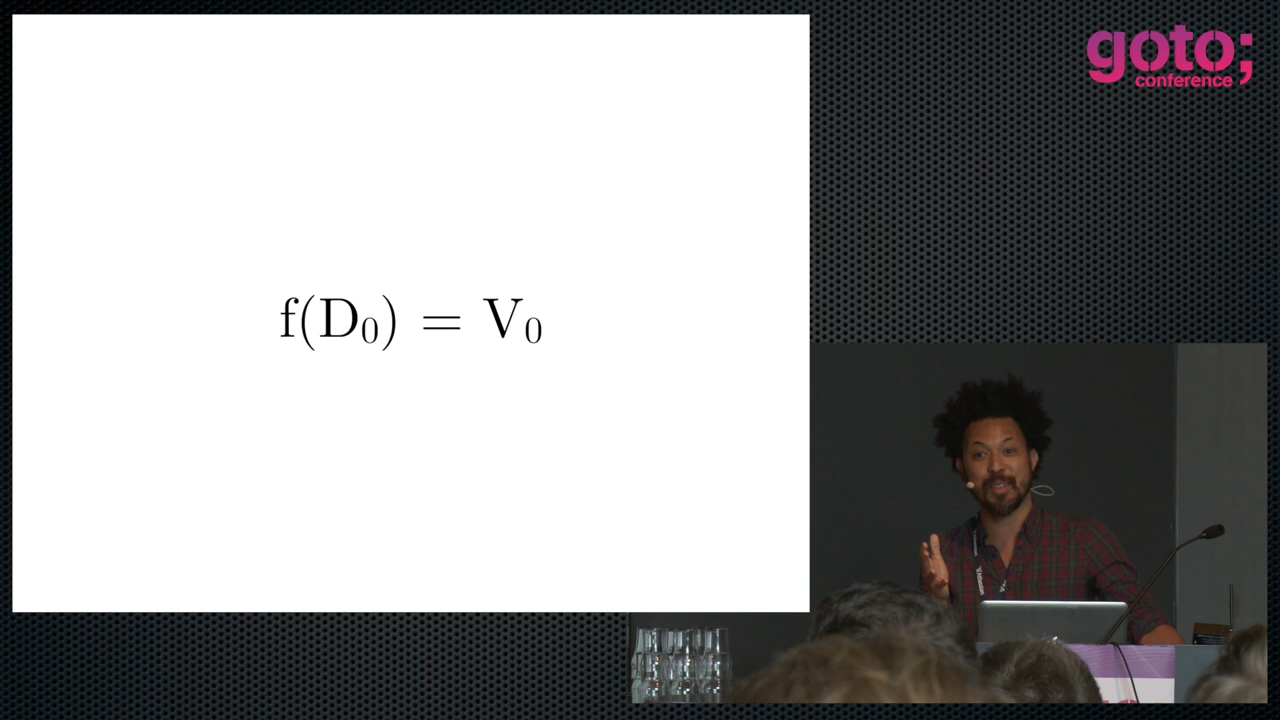 goto;
conference
f(D₀) = V₀